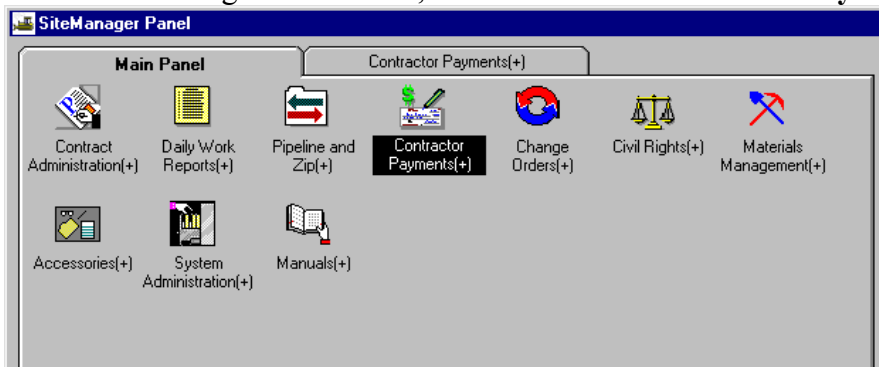 SiteManager Panel
Main Panel
Contractor Payments(+)
Contract
Administration(+)
Daily Work
Reports(+)
Pipeline and
Zip(+)
Contractor
Payments(+)
Change
Orders(+)
Civil Rights(+)
Materials
Management(+)
Accessories(+)
System
Administration(+)
Manuals(+)